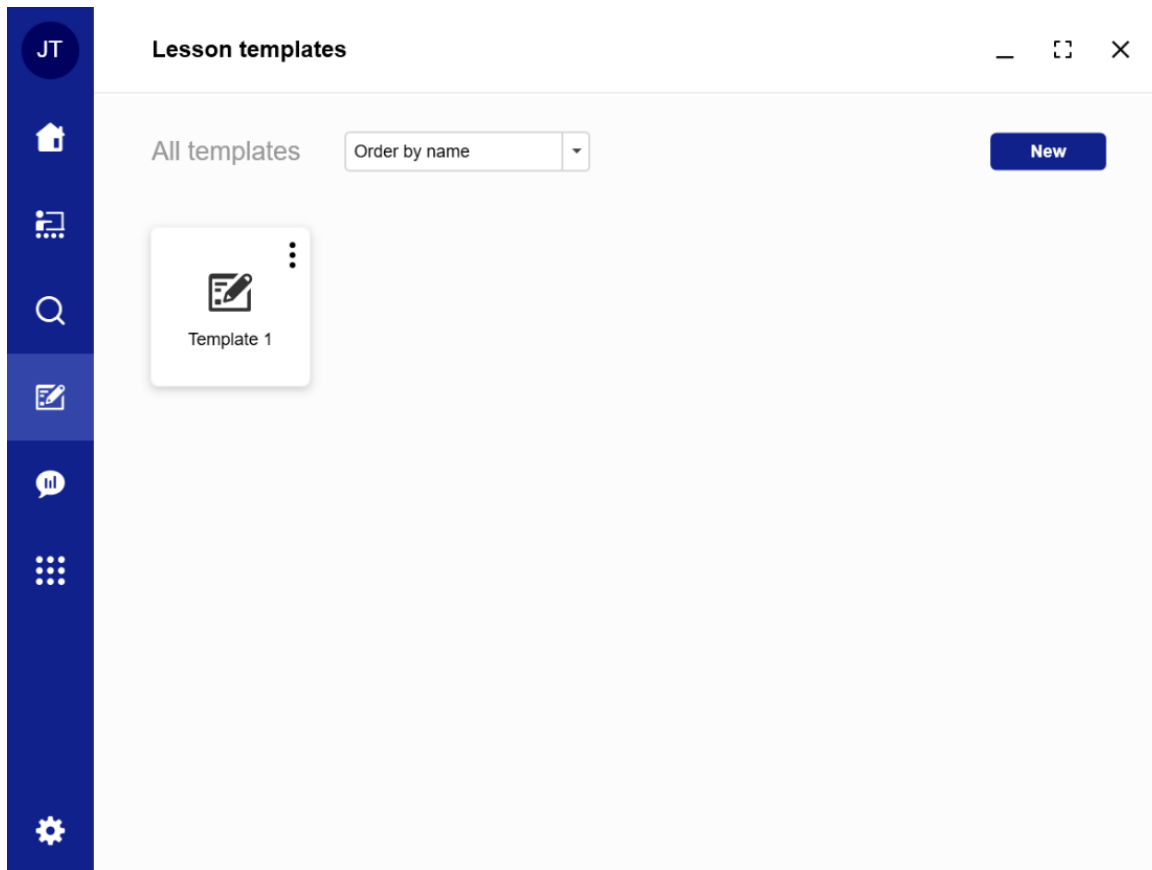 JT
Lesson templates
All templates
Order by name
New
Template 1